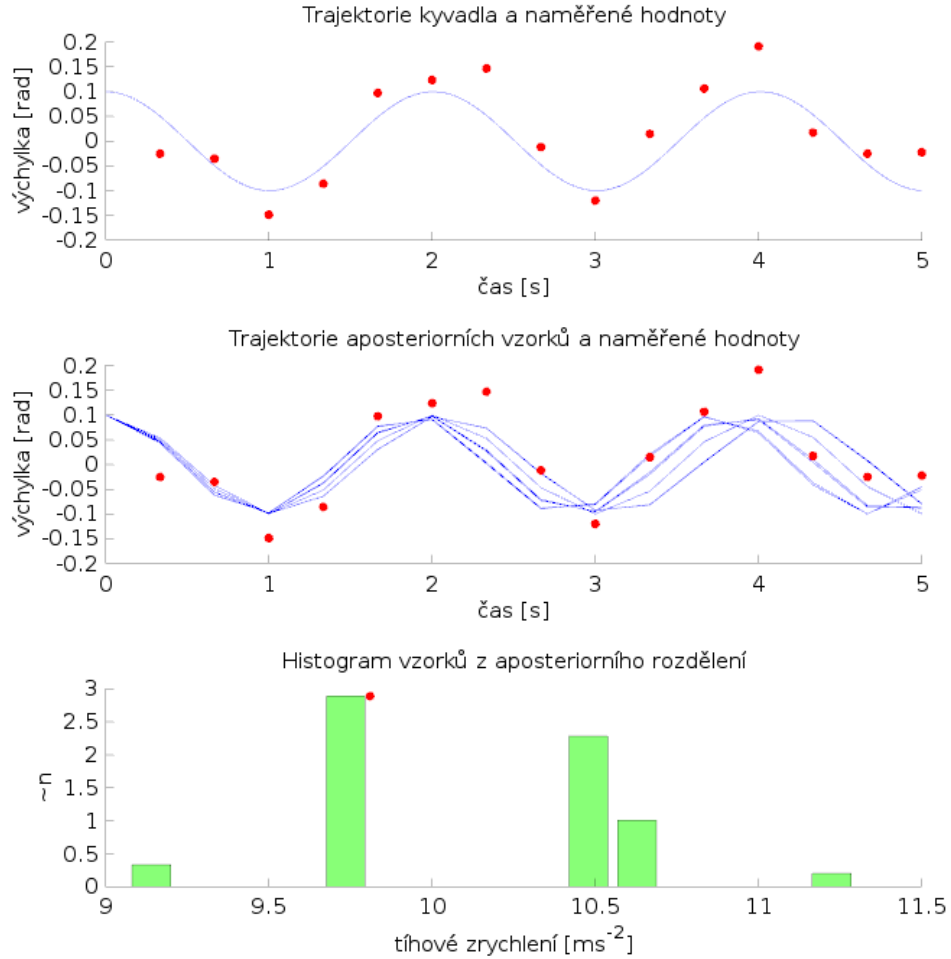 Trajektorie kyvadla a naměřené hodnoty
výchylka [rad]
0.2
0.15
0.1
0.05
0
-0.05
-0.1
-0.15
-0.2
0 1 2 3 4 5
čas [s]
Trajektorie aposteriorních vzorků a naměřené hodnoty
výchylka [rad]
0.2
0.15
0.1
0.05
0
-0.05
-0.1
-0.15
-0.2
0 1 2 3 4 5
čas [s]
Histogram vzorků z aposteriorního rozdělení
~n
3
2.5
2
1.5
1
0.5
0
9 9.5 10 10.5 11 11.5
tíhové zrychlení [ms⁻²]